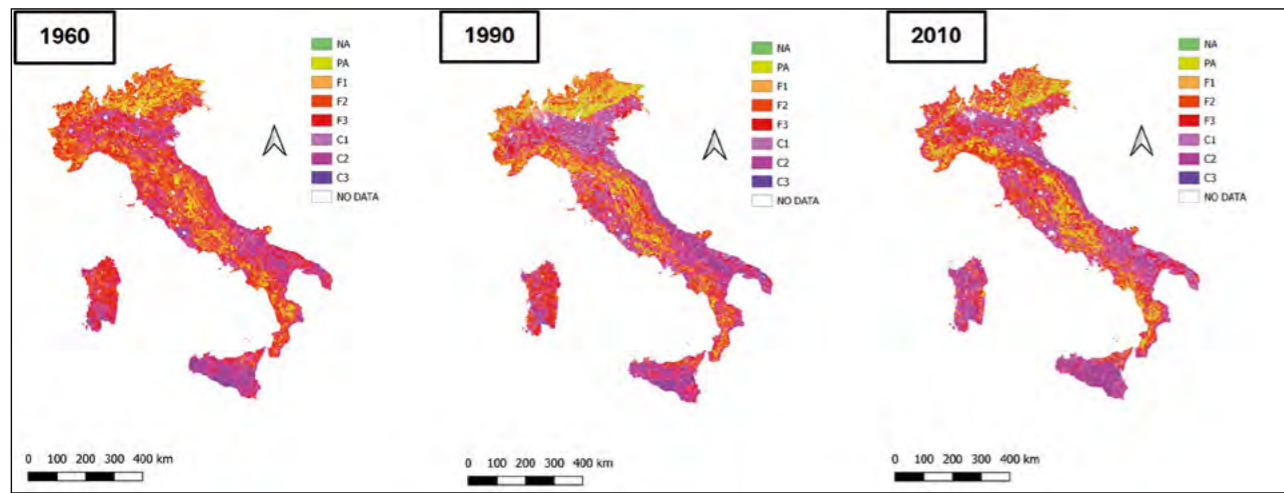 1960
NA
PA
F1
F2
F3
C1
C2
C3
NO DATA
0 100 200 300 400 km
1990
NA
PA
F1
F2
F3
C1
C2
C3
NO DATA
0 100 200 300 400 km
2010
NA
PA
F1
F2
F3
C1
C2
C3
NO DATA
0 100 200 300 400 km